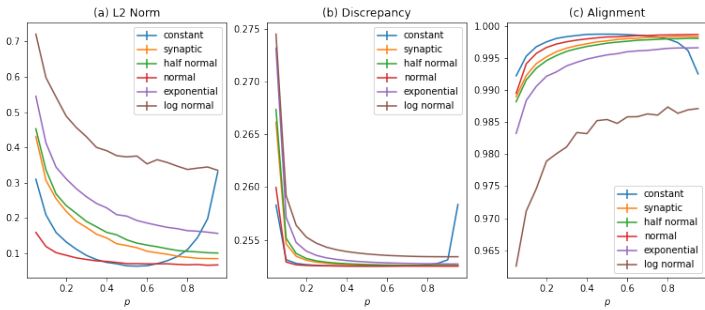 (a) L2 Norm
0.7
0.6
0.5
0.4
0.3
0.2
0.1
0.2 0.4 0.6 0.8
p
constant
synaptic
half normal
normal
exponential
log normal
(b) Discrepancy
0.275
0.270
0.265
0.260
0.255
0.2 0.4 0.6 0.8
p
constant
synaptic
half normal
normal
exponential
log normal
(c) Alignment
1.000
0.995
0.990
0.985
0.980
0.975
0.970
0.965
0.2 0.4 0.6 0.8
p
constant
synaptic
half normal
normal
exponential
log normal